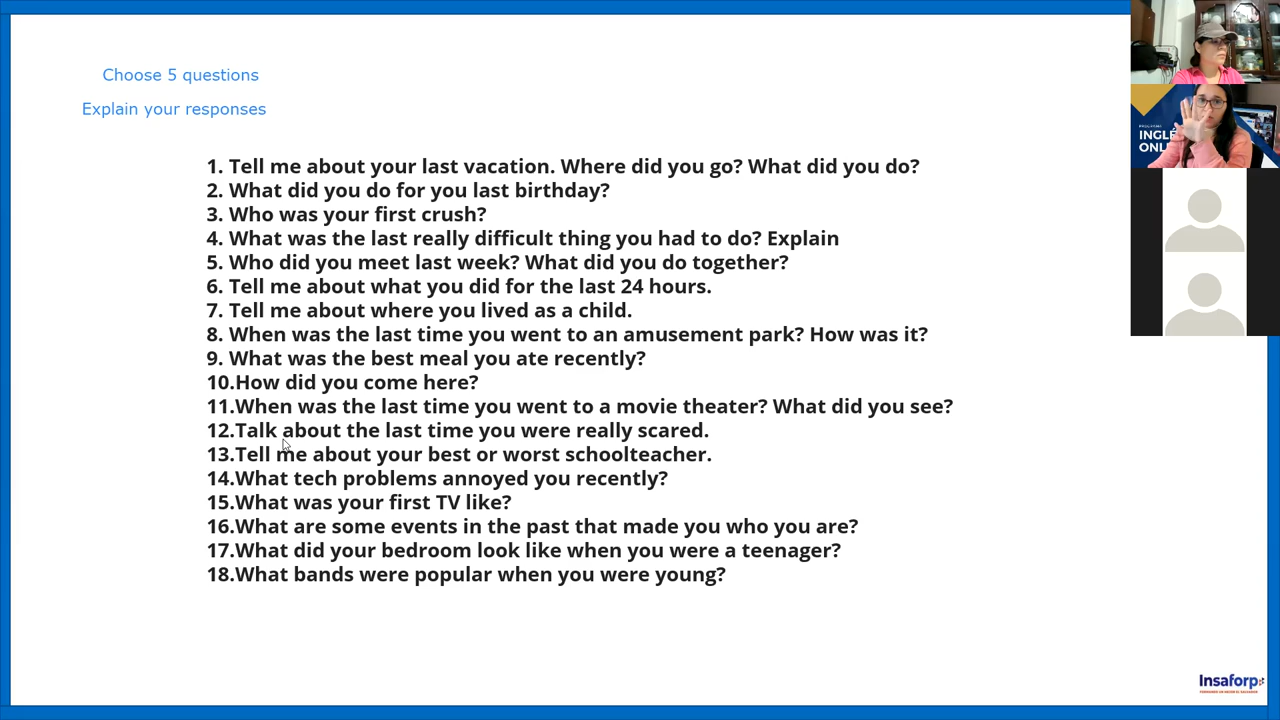 Choose 5 questions
Explain your responses
1. Tell me about your last vacation. Where did you go? What did you do?
2. What did you do for you last birthday?
3. Who was your first crush?
4. What was the last really difficult thing you had to do? Explain
5. Who did you meet last week? What did you do together?
6. Tell me about what you did for the last 24 hours.
7. Tell me about where you lived as a child.
8. When was the last time you went to an amusement park? How was it?
9. What was the best meal you ate recently?
10.How did you come here?
11.When was the last time you went to a movie theater? What did you see?
12.Talk about the last time you were really scared.
13.Tell me about your best or worst schoolteacher.
14.What tech problems annoyed you recently?
15.What was your first TV like?
16.What are some events in the past that made you who you are?
17.What did your bedroom look like when you were a teenager?
18.What bands were popular when you were young?
INGLÉ
ONL
Insaforp